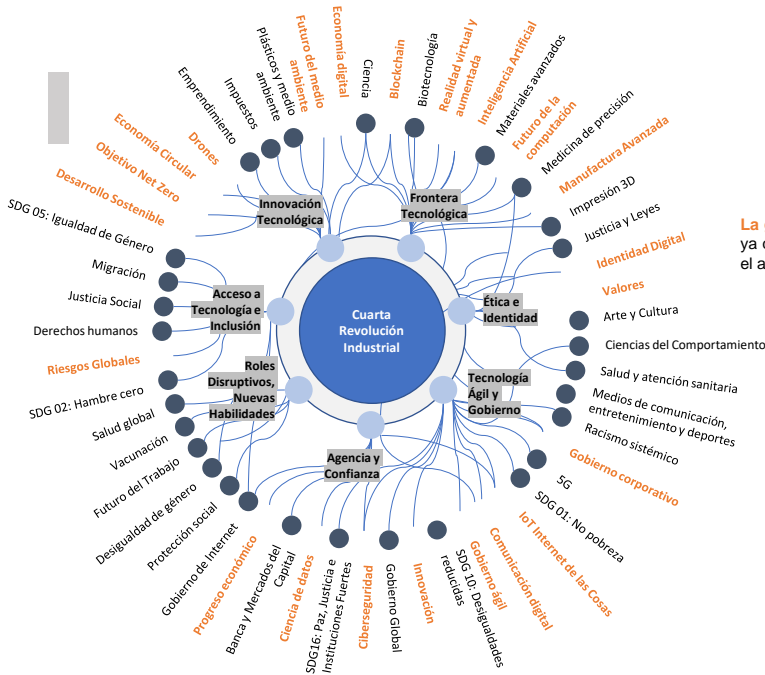 Emprendimiento
Impuestos
Plásticos y medio
ambiente
Futuro del medio
ambiente
Economía digital
Ciencia
Blockchain
Biotecnología
Realidad virtual y
aumentada
Inteligencia Artificial
Materiales avanzados
Futuro de la
computación
Medicina de precisión
Manufactura Avanzada
Impresión 3D
Justicia y Leyes
Identidad Digital
Valores
Arte y Cultura
Ciencias del Comportamiento
Salud y atención sanitaria
Medios de comunicación,
entretenimiento y deportes
Racismo sistémico
Gobierno corporativo
5G
SDG 01: No pobreza
IoT Internet de las Cosas
Comunicación digital
Gobierno ágil
SDG 10: Desigualdades
reducidas
Innovación
Gobierno Global
Ciberseguridad
SDG16: Paz, Justicia e
Instituciones Fuertes
Ciencia de datos
Banca y Mercados del
Capital
Progreso económico
Gobierno de Internet
Protección social
Desigualdad de género
Futuro del Trabajo
Vacunación
Salud global
SDG 02: Hambre cero
Riesgos Globales
Derechos humanos
Justicia Social
Migración
SDG 05: Igualdad de Género
Desarrollo Sostenible
Objetivo Net Zero
Economía Circular
Drones
Innovación
Tecnológica
Frontera
Tecnológica
Ética e
Identidad
Tecnología
Ágil y
Gobierno
Agencia y
Confianza
Roles
Disruptivos,
Nuevas
Habilidades
Acceso a
Tecnología e
Inclusión
Cuarta
Revolución
Industrial
La
ya
el a